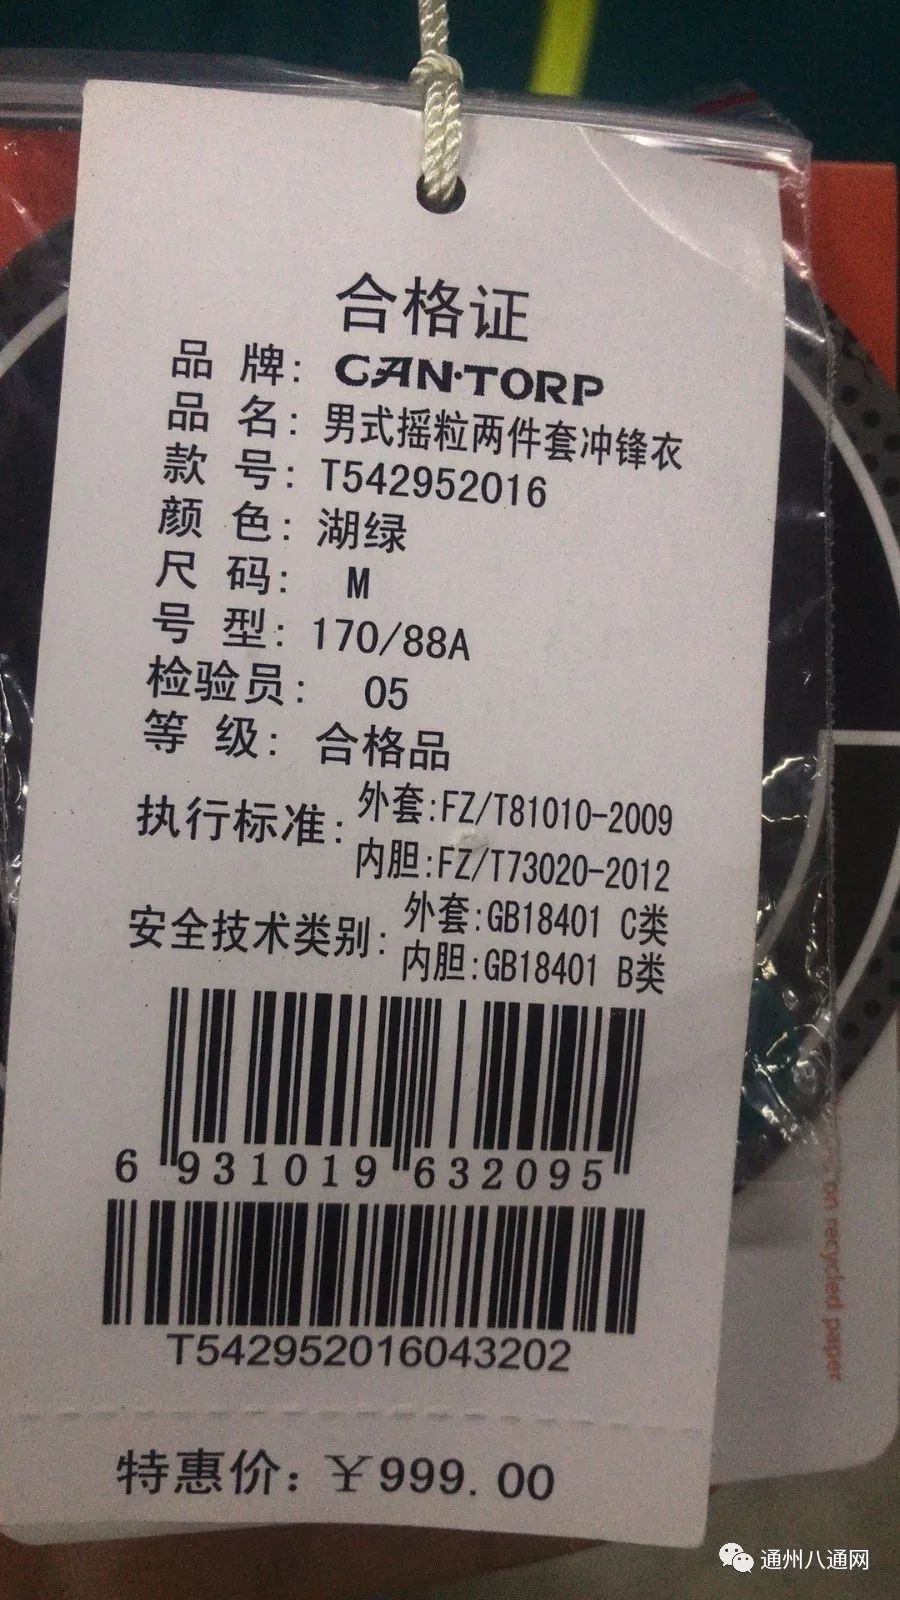 合格证
品牌: CAN·TORP
品名: 男式摇粒两件套冲锋衣
款号: T542952016
颜色: 湖绿
尺码: M
号型: 170/88A
检验员: 05
等级: 合格品
执行标准: 外套:FZ/T81010-2009
内胆:FZ/T73020-2012
安全技术类别: 外套:GB18401 C类
内胆:GB18401 B类
6 931019 632095
T542952016043202
特惠价: ¥999.00
on recycled paper
通州八通网